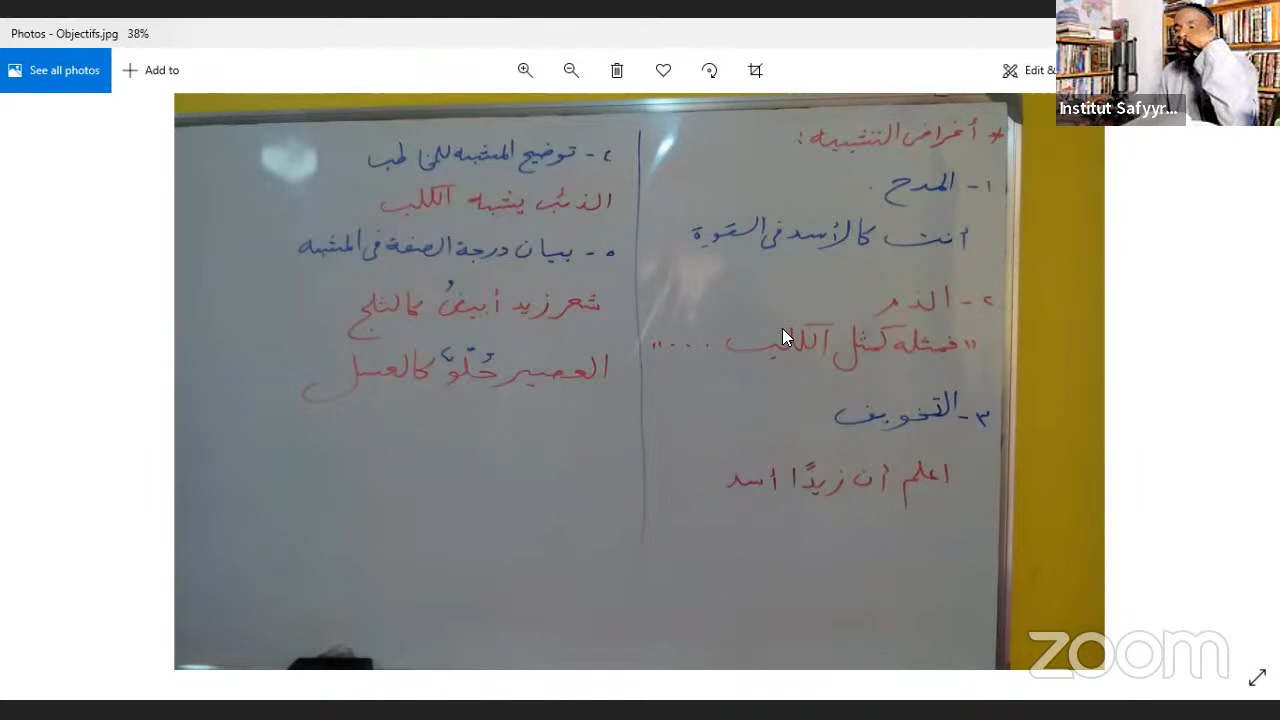 Photos - Objectifs.jpg 38%
See all photos
Add to
Edit &
Institut Safyyr...
* أغراض التشبيه :
١- المدح .
أنت كالأسد في القوة
٢- الذم
"فمثله كمثل الكلب . . ."
٣- التخويف
اعلم أن زيدًا أسد
٤- توضيح المشبه للمخاطب
الذئب يشبه الكلب
٥- بيان درجة الصفة في المشبه
شعر زيد أبيضُ كالثلج
العصير حُلْوٌ كالعسل
zoom